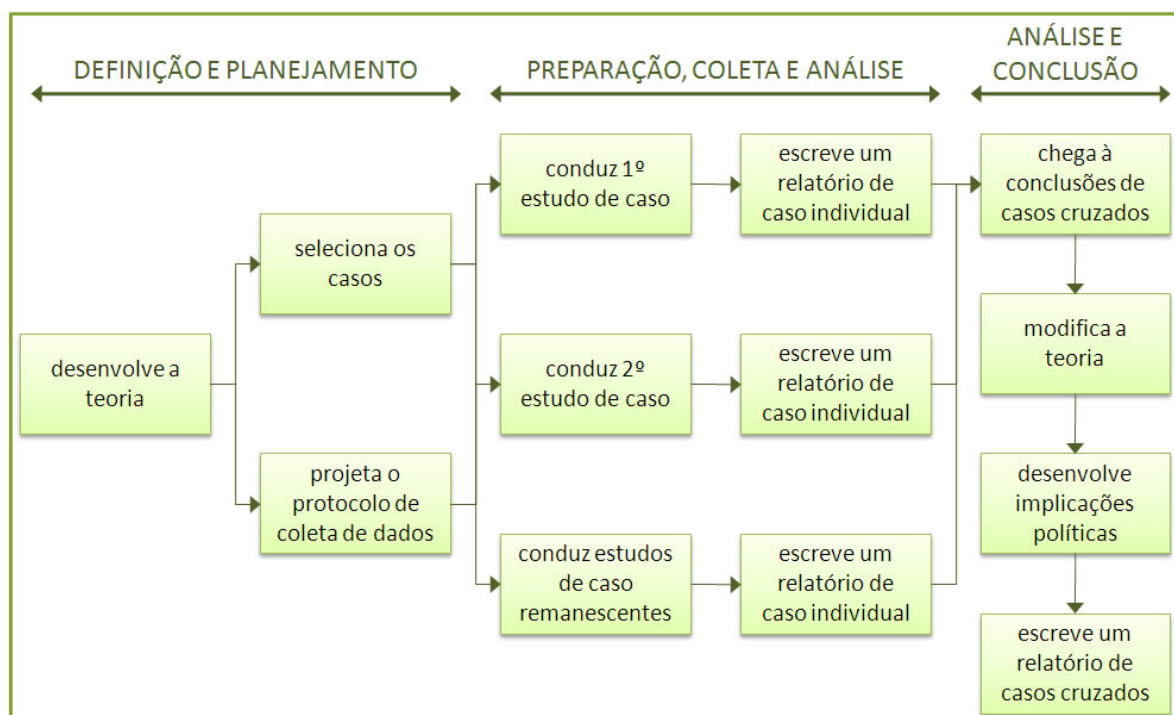 DEFINIÇÃO E PLANEJAMENTO
PREPARAÇÃO, COLETA E ANÁLISE
ANÁLISE E
CONCLUSÃO
desenvolve a
teoria
seleciona os
casos
projeta o
protocolo de
coleta de dados
conduz 1º
estudo de caso
escreve um
relatório de
caso individual
conduz 2º
estudo de caso
escreve um
relatório de
caso individual
conduz estudos
de caso
remanescentes
escreve um
relatório de
caso individual
chega à
conclusões de
casos cruzados
modifica a
teoria
desenvolve
implicações
políticas
escreve um
relatório de
casos cruzados